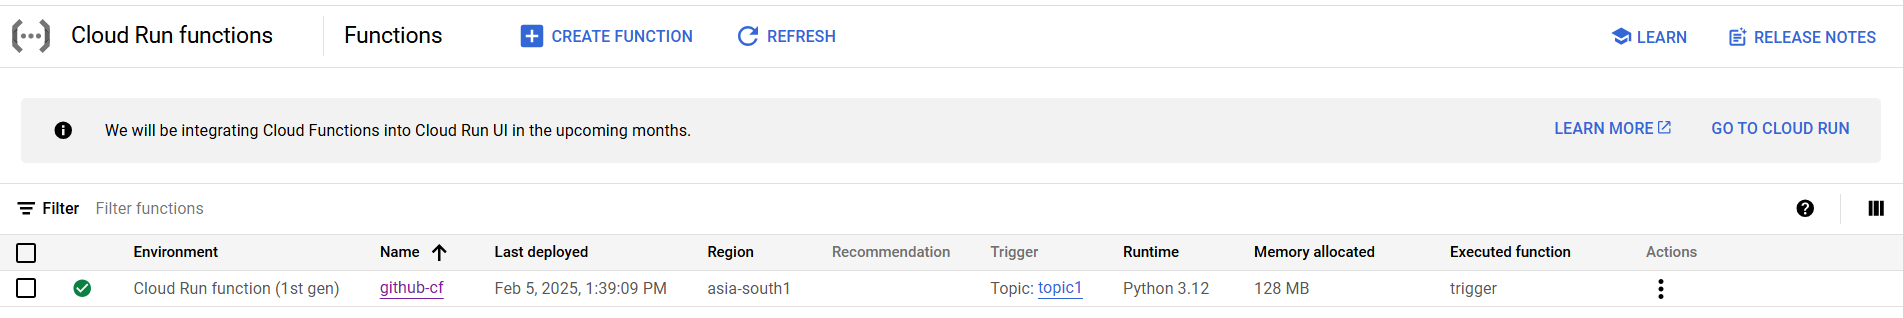 Cloud Run functions Functions CREATE FUNCTION REFRESH LEARN RELEASE NOTES
We will be integrating Cloud Functions into Cloud Run UI in the upcoming months. LEARN MORE GO TO CLOUD RUN
Filter Filter functions
Environment Name Last deployed Region Recommendation Trigger Runtime Memory allocated Executed function Actions
Cloud Run function (1st gen) github-cf Feb 5, 2025, 1:39:09 PM asia-south1 Topic: topic1 Python 3.12 128 MB trigger